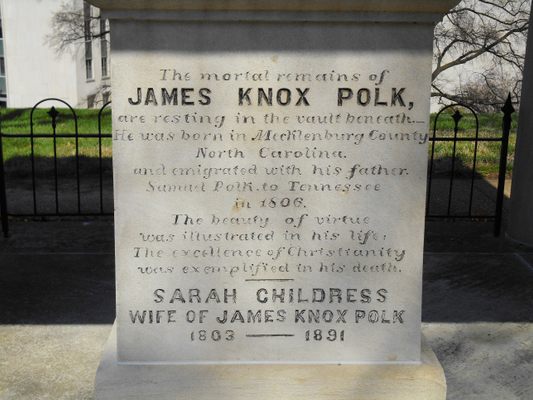 The mortal remains of
JAMES KNOX POLK,
are resting in the vault beneath.
He was born in Mecklenburg County
North Carolina.
and emigrated with his father.
Samuel Polk. to Tennessee
in 1806.
The beauty of virtue
was illustrated in his life;
The excellence of Christianity
was exemplified in his death.
SARAH CHILDRESS
WIFE OF JAMES KNOX POLK
1803 — 1891